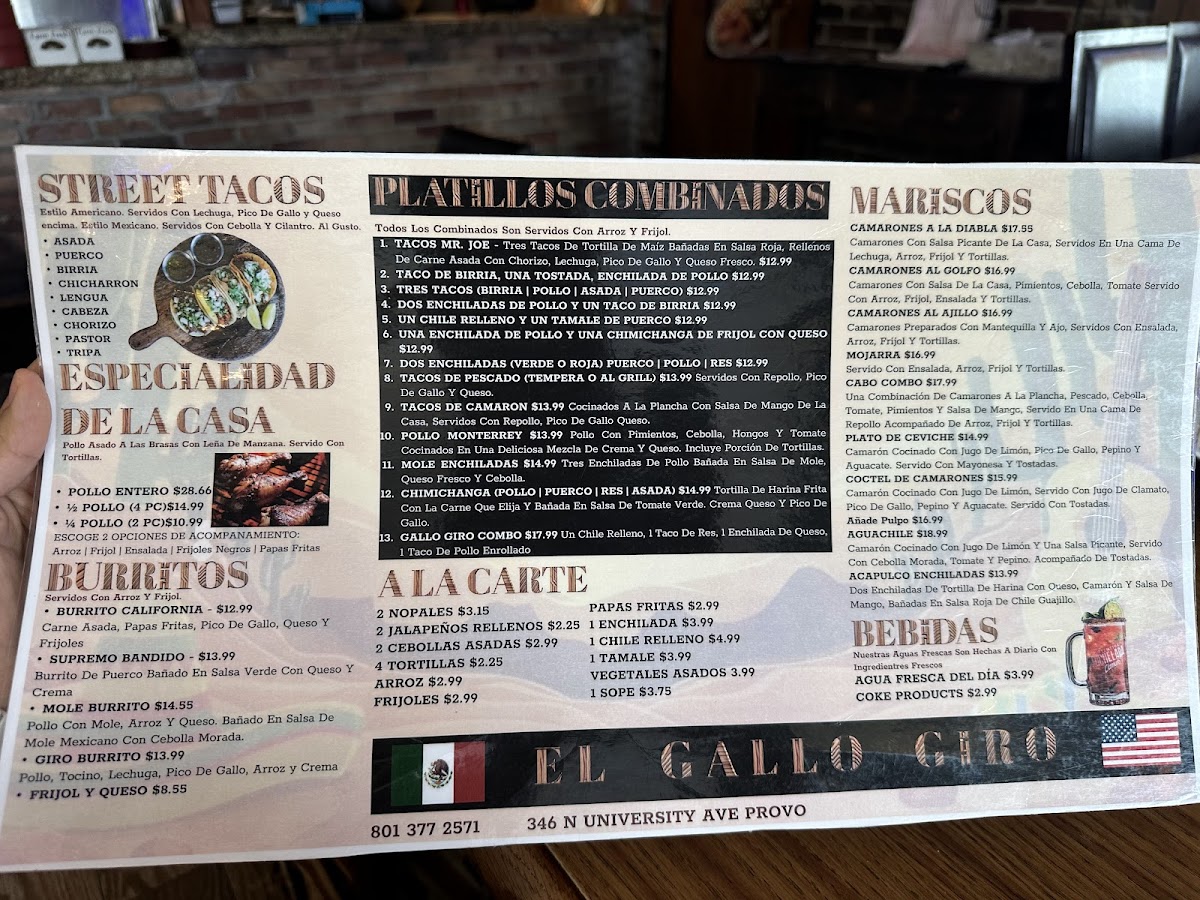 STREET TACOS
Estilo Americano. Servidos Con Lechuga, Pico De Gallo y Queso
encima. Estilo Mexicano. Servidos Con Cebolla Y Cilantro. Al Gusto.
• ASADA
• PUERCO
• BIRRIA
• CHICHARRON
• LENGUA
• CABEZA
• CHORIZO
• PASTOR
• TRIPA
ESPECIALIDAD
DE LA CASA
Pollo Asado A Las Brasas Con Leña De Manzana. Servido Con
Tortillas.
• POLLO ENTERO $28.66
• ½ POLLO (4 PC)$14.99
• ¼ POLLO (2 PC)$10.99
ESCOGE 2 OPCIONES DE ACOMPANAMIENTO:
Arroz | Frijol | Ensalada | Frijoles Negros | Papas Fritas
BURRITOS
Servidos Con Arroz Y Frijol.
• BURRITO CALIFORNIA - $12.99
Carne Asada, Papas Fritas, Pico De Gallo, Queso Y
Frijoles
• SUPREMO BANDIDO - $13.99
Burrito De Puerco Bañado En Salsa Verde Con Queso Y
Crema
• MOLE BURRITO $14.55
Pollo Con Mole, Arroz Y Queso. Bañado En Salsa De
Mole Mexicano Con Cebolla Morada.
• GIRO BURRITO $13.99
Pollo, Tocino, Lechuga, Pico De Gallo, Arroz y Crema
• FRIJOL Y QUESO $8.55
PLATILLOS COMBINADOS
Todos Los Combinados Son Servidos Con Arroz Y Frijol.
1. TACOS MR. JOE - Tres Tacos De Tortilla De Maíz Bañadas En Salsa Roja, Rellenos
De Carne Asada Con Chorizo, Lechuga, Pico De Gallo Y Queso Fresco. $12.99
2. TACO DE BIRRIA, UNA TOSTADA, ENCHILADA DE POLLO $12.99
3. TRES TACOS (BIRRIA | POLLO | ASADA | PUERCO) $12.99
4. DOS ENCHILADAS DE POLLO Y UN TACO DE BIRRIA $12.99
5. UN CHILE RELLENO Y UN TAMALE DE PUERCO $12.99
6. UNA ENCHILADA DE POLLO Y UNA CHIMICHANGA DE FRIJOL CON QUESO
$12.99
7. DOS ENCHILADAS (VERDE O ROJA) PUERCO | POLLO | RES $12.99
8. TACOS DE PESCADO (TEMPERA O AL GRILL) $13.99 Servidos Con Repollo, Pico
De Gallo Y Queso.
9. TACOS DE CAMARON $13.99 Cocinados A La Plancha Con Salsa De Mango De La
Casa, Servidos Con Repollo, Pico De Gallo Queso.
10. POLLO MONTERREY $13.99 Pollo Con Pimientos, Cebolla, Hongos Y Tomate
Cocinados En Una Deliciosa Mezcla De Crema Y Queso. Incluye Porción De Tortillas.
11. MOLE ENCHILADAS $14.99 Tres Enchiladas De Pollo Bañada En Salsa De Mole,
Queso Fresco Y Cebolla.
12. CHIMICHANGA (POLLO | PUERCO | RES | ASADA) $14.99 Tortilla De Harina Frita
Con La Carne Que Elija Y Bañada En Salsa De Tomate Verde. Crema Queso Y Pico De
Gallo.
13. GALLO GIRO COMBO $17.99 Un Chile Relleno, 1 Taco De Res, 1 Enchilada De Queso,
1 Taco De Pollo Enrollado
A LA CARTE
2 NOPALES $3.15
2 JALAPEÑOS RELLENOS $2.25
2 CEBOLLAS ASADAS $2.99
4 TORTILLAS $2.25
ARROZ $2.99
FRIJOLES $2.99
PAPAS FRITAS $2.99
1 ENCHILADA $3.99
1 CHILE RELLENO $4.99
1 TAMALE $3.99
VEGETALES ASADOS 3.99
1 SOPE $3.75
MARISCOS
CAMARONES A LA DIABLA $17.55
Camarones Con Salsa Picante De La Casa, Servidos En Una Cama De
Lechuga, Arroz, Frijol Y Tortillas.
CAMARONES AL GOLFO $16.99
Camarones Con Salsa De La Casa, Pimientos, Cebolla, Tomate Servido
Con Arroz, Frijol, Ensalada Y Tortillas.
CAMARONES AL AJILLO $16.99
Camarones Preparados Con Mantequilla Y Ajo, Servidos Con Ensalada,
Arroz, Frijol Y Tortillas.
MOJARRA $16.99
Servido Con Ensalada, Arroz, Frijol Y Tortillas.
CABO COMBO $17.99
Una Combinación De Camarones A La Plancha, Pescado, Cebolla,
Tomate, Pimientos Y Salsa De Mango, Servido En Una Cama De
Repollo Acompañado De Arroz, Frijol Y Tortillas.
PLATO DE CEVICHE $14.99
Camarón Cocinado Con Jugo De Limón, Pico De Gallo, Pepino Y
Aguacate. Servido Con Mayonesa Y Tostadas.
COCTEL DE CAMARONES $15.99
Camarón Cocinado Con Jugo De Limón, Servido Con Jugo De Clamato,
Pico De Gallo, Pepino Y Aguacate. Servido Con Tostadas.
Añade Pulpo $16.99
AGUACHILE $18.99
Camarón Cocinado Con Jugo De Limón Y Una Salsa Picante, Servido
Con Cebolla Morada, Tomate Y Pepino. Acompañado De Tostadas.
ACAPULCO ENCHILADAS $13.99
Dos Enchiladas De Tortilla De Harina Con Queso, Camarón Y Salsa De
Mango, Bañadas En Salsa Roja De Chile Guajillo.
BEBIDAS
Nuestras Aguas Frescas Son Hechas A Diario Con
Ingredientres Frescos
AGUA FRESCA DEL DÍA $3.99
COKE PRODUCTS $2.99
EL GALLO GIRO
801 377 2571
346 N UNIVERSITY AVE PROVO